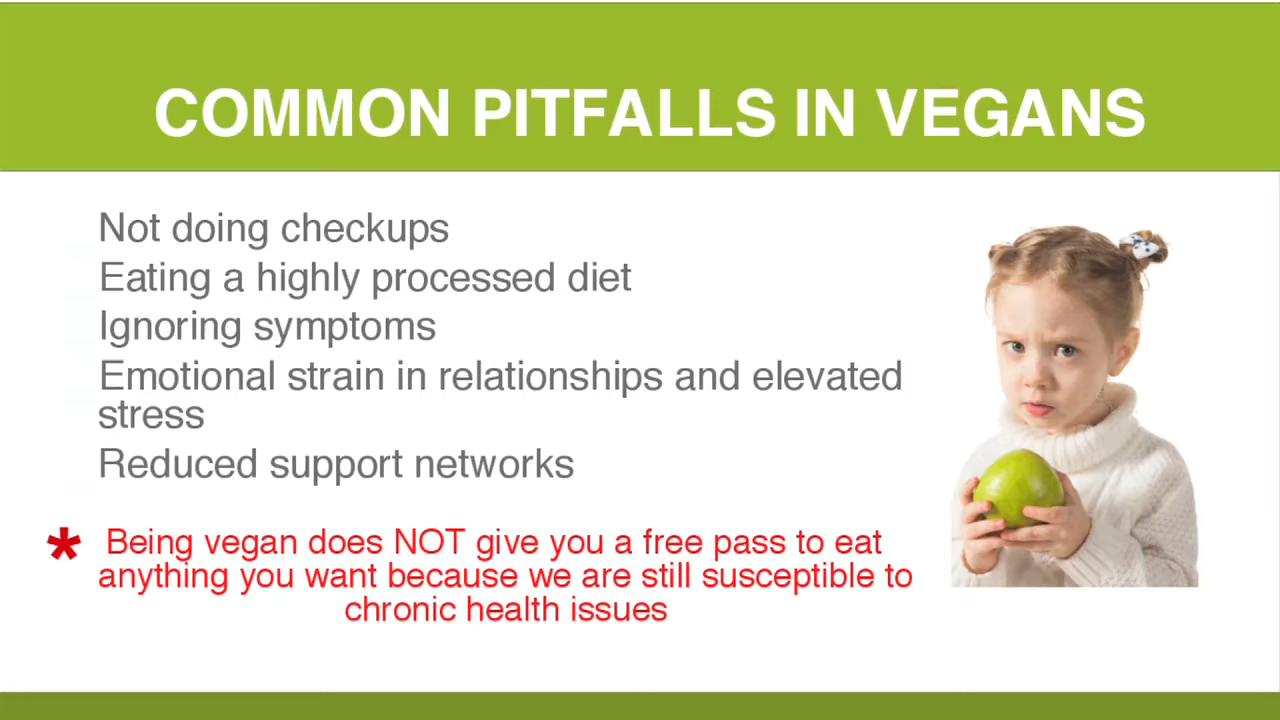 COMMON PITFALLS IN VEGANS
Not doing checkups
Eating a highly processed diet
Ignoring symptoms
Emotional strain in relationships and elevated
stress
Reduced support networks
* Being vegan does NOT give you a free pass to eat
anything you want because we are still susceptible to
chronic health issues